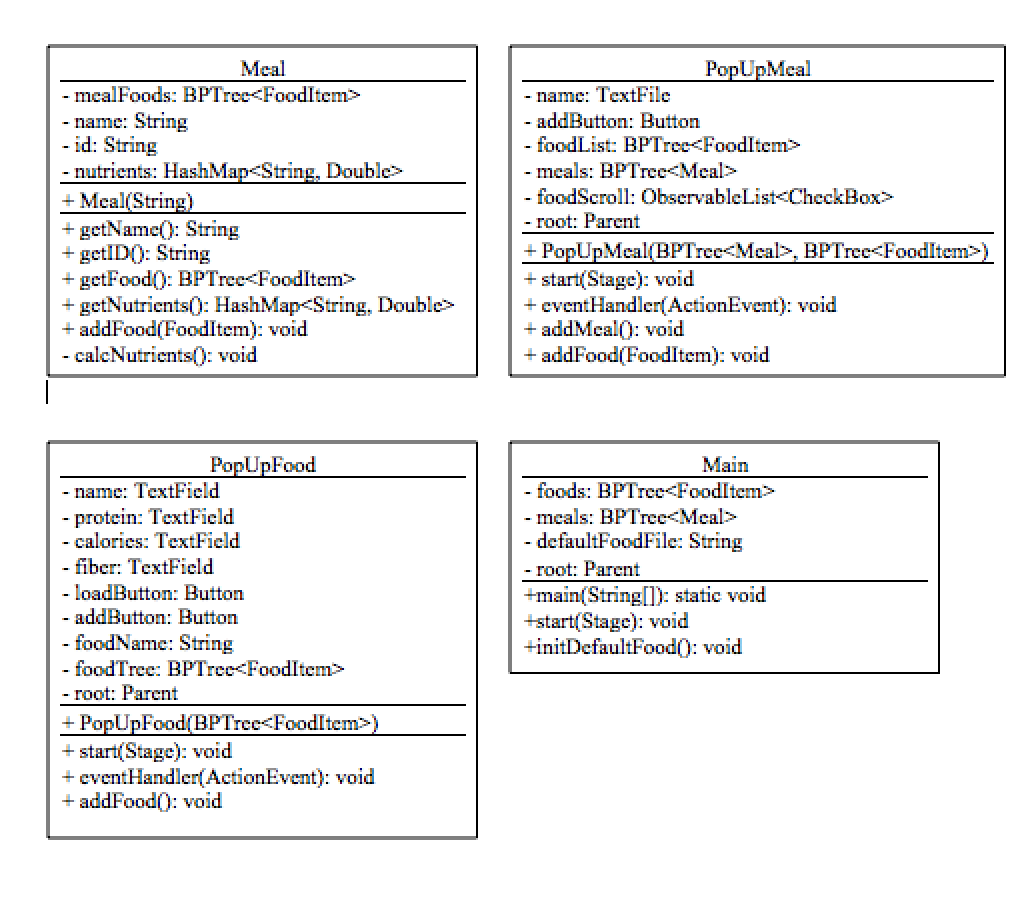 Meal
- mealFoods: BPTree<FoodItem>
- name: String
- id: String
- nutrients: HashMap<String, Double>
+ Meal(String)
+ getName(): String
+ getID(): String
+ getFood(): BPTree<FoodItem>
+ getNutrients(): HashMap<String, Double>
+ addFood(FoodItem): void
- calcNutrients(): void
PopUpMeal
- name: TextFile
- addButton: Button
- foodList: BPTree<FoodItem>
- meals: BPTree<Meal>
- foodScroll: ObservableList<CheckBox>
- root: Parent
+ PopUpMeal(BPTree<Meal>, BPTree<FoodItem>)
+ start(Stage): void
+ eventHandler(ActionEvent): void
+ addMeal(): void
+ addFood(FoodItem): void
PopUpFood
- name: TextField
- protein: TextField
- calories: TextField
- fiber: TextField
- loadButton: Button
- addButton: Button
- foodName: String
- foodTree: BPTree<FoodItem>
- root: Parent
+ PopUpFood(BPTree<FoodItem>)
+ start(Stage): void
+ eventHandler(ActionEvent): void
+ addFood(): void
Main
- foods: BPTree<FoodItem>
- meals: BPTree<Meal>
- defaultFoodFile: String
- root: Parent
+main(String[]): static void
+start(Stage): void
+initDefaultFood(): void